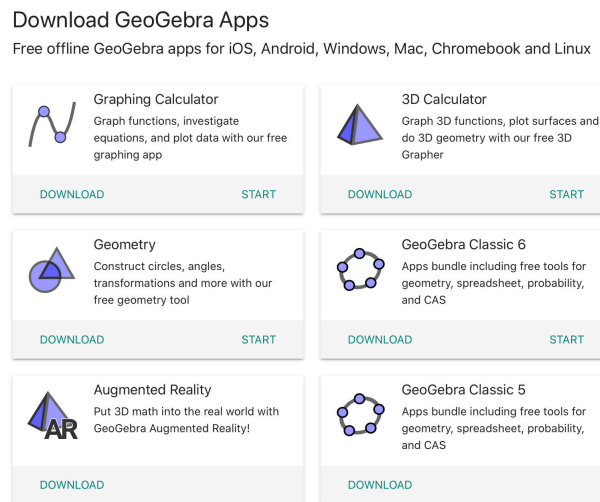 Download GeoGebra Apps
Free offline GeoGebra apps for iOS, Android, Windows, Mac, Chromebook and Linux
Graphing Calculator
Graph functions, investigate
equations, and plot data with our free
graphing app
DOWNLOAD
START
3D Calculator
Graph 3D functions, plot surfaces and
do 3D geometry with our free 3D
Grapher
DOWNLOAD
START
Geometry
Construct circles, angles,
transformations and more with our
free geometry tool
DOWNLOAD
START
GeoGebra Classic 6
Apps bundle including free tools for
geometry, spreadsheet, probability,
and CAS
DOWNLOAD
START
AR
Augmented Reality
Put 3D math into the real world with
GeoGebra Augmented Reality!
DOWNLOAD
GeoGebra Classic 5
Apps bundle including free tools for
geometry, spreadsheet, probability,
and CAS
DOWNLOAD